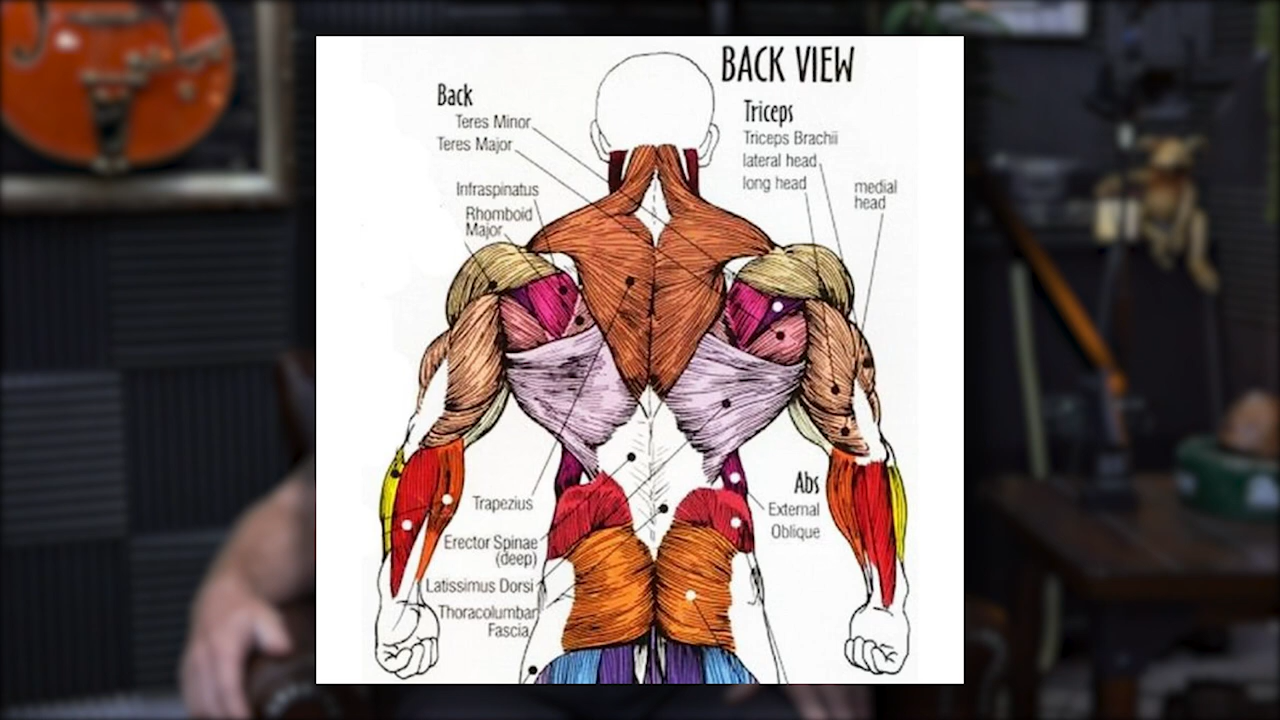 BACK VIEW
Back
Teres Minor
Teres Major
Infraspinatus
Rhomboid
Major
Trapezius
Erector Spinae
(deep)
Latissimus Dorsi
Thoracolumbar
Fascia
Triceps
Triceps Brachii
lateral head
long head
medial
head
Abs
External
Oblique